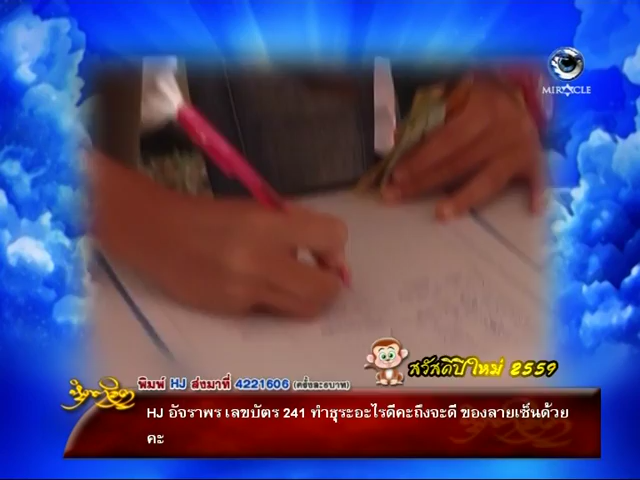 MIRACLE
สวัสดีปีใหม่ 2559
พิมพ์ HJ ส่งมาที่ 4221606 (ครั้งละ๖บาท)
HJ อัจราพร เลขบัตร 241 ทำธุระอะไรดีคะถึงจะดี ของลายเซ็นด้วย
คะ